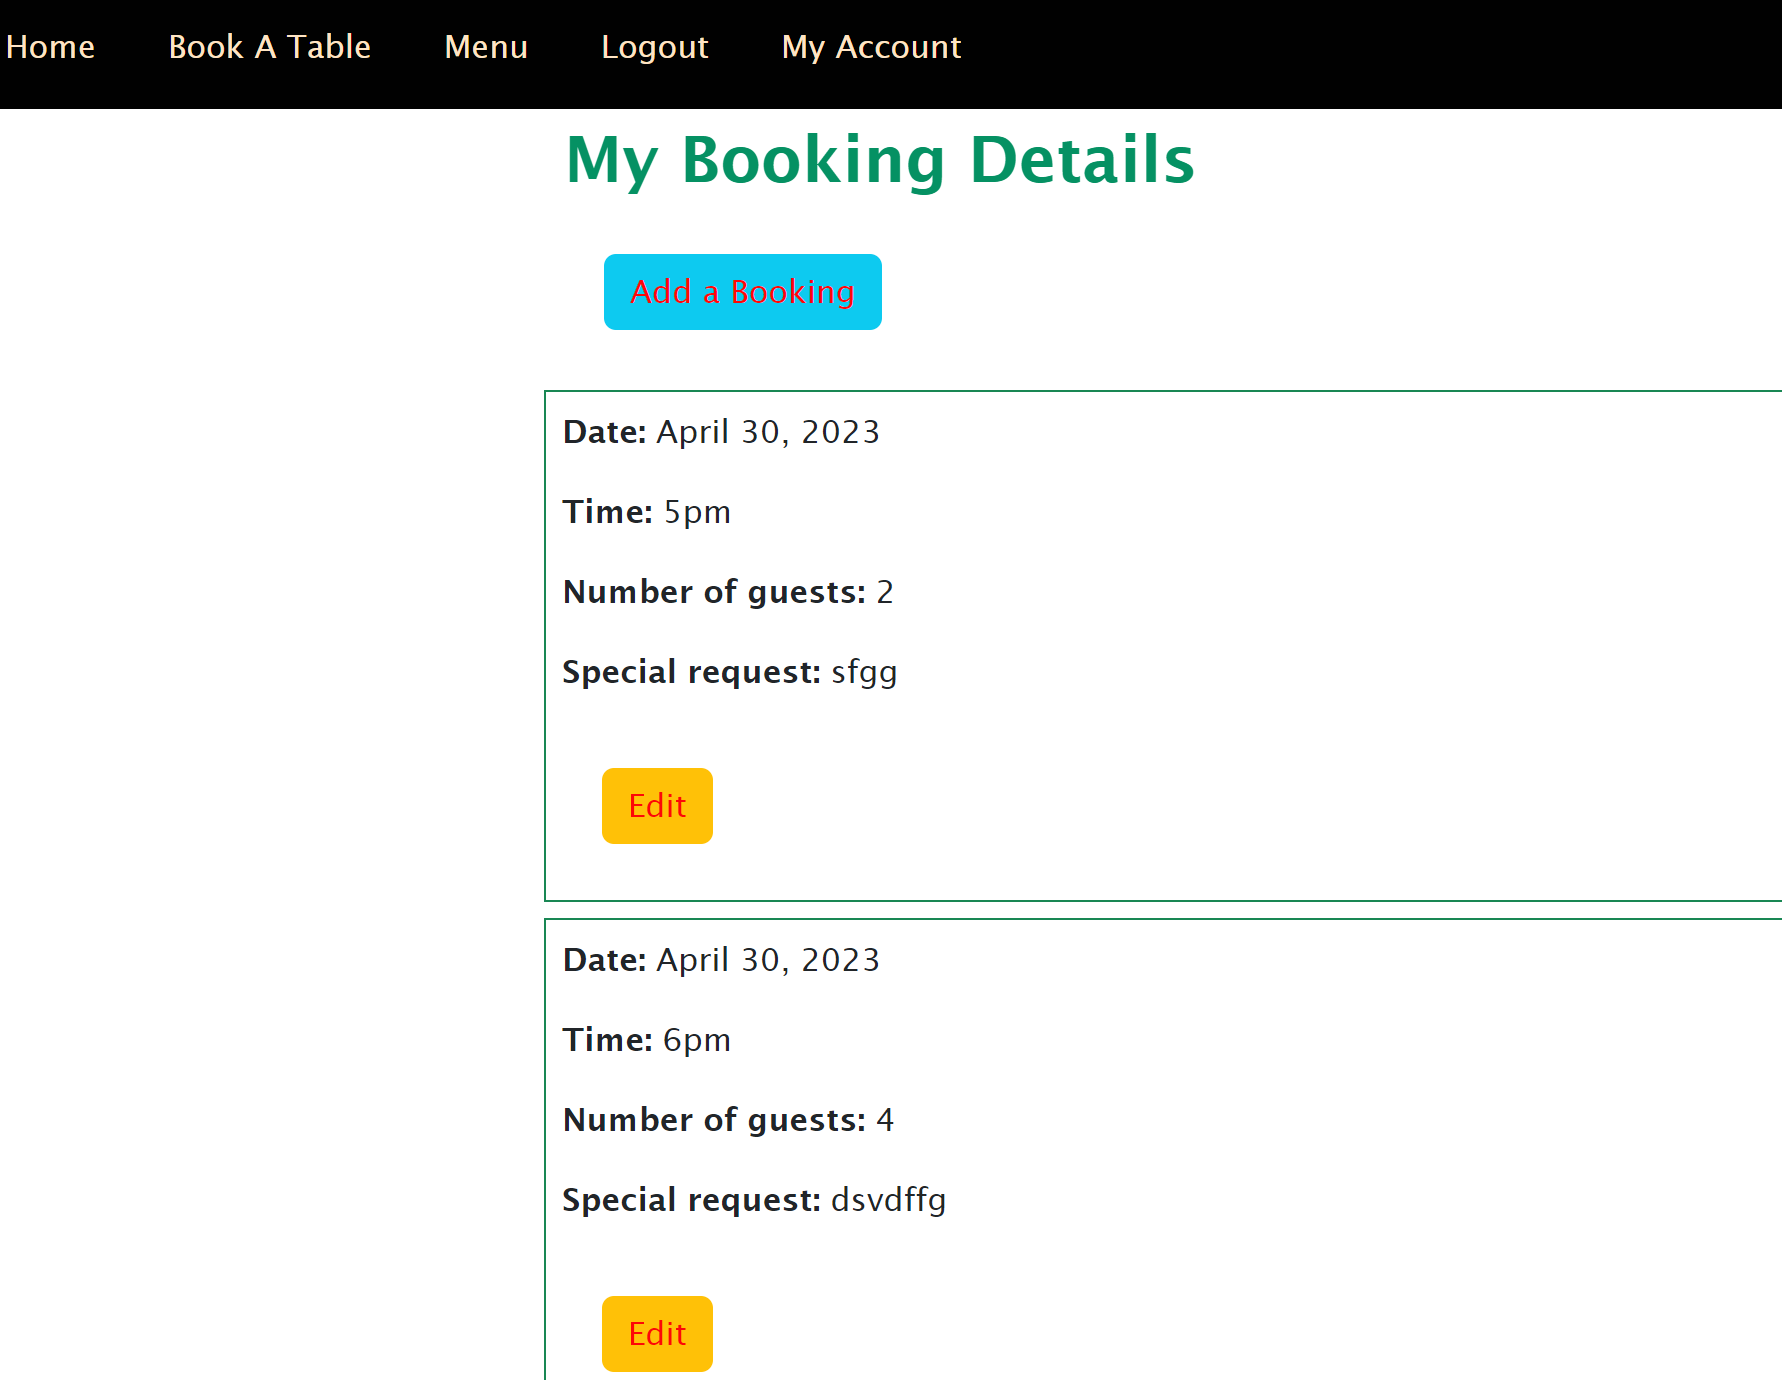 Home Book A Table Menu Logout My Account
My Booking Details
Add a Booking
Date: April 30, 2023
Time: 5pm
Number of guests: 2
Special request: sfgg
Edit
Date: April 30, 2023
Time: 6pm
Number of guests: 4
Special request: dsvdffg
Edit